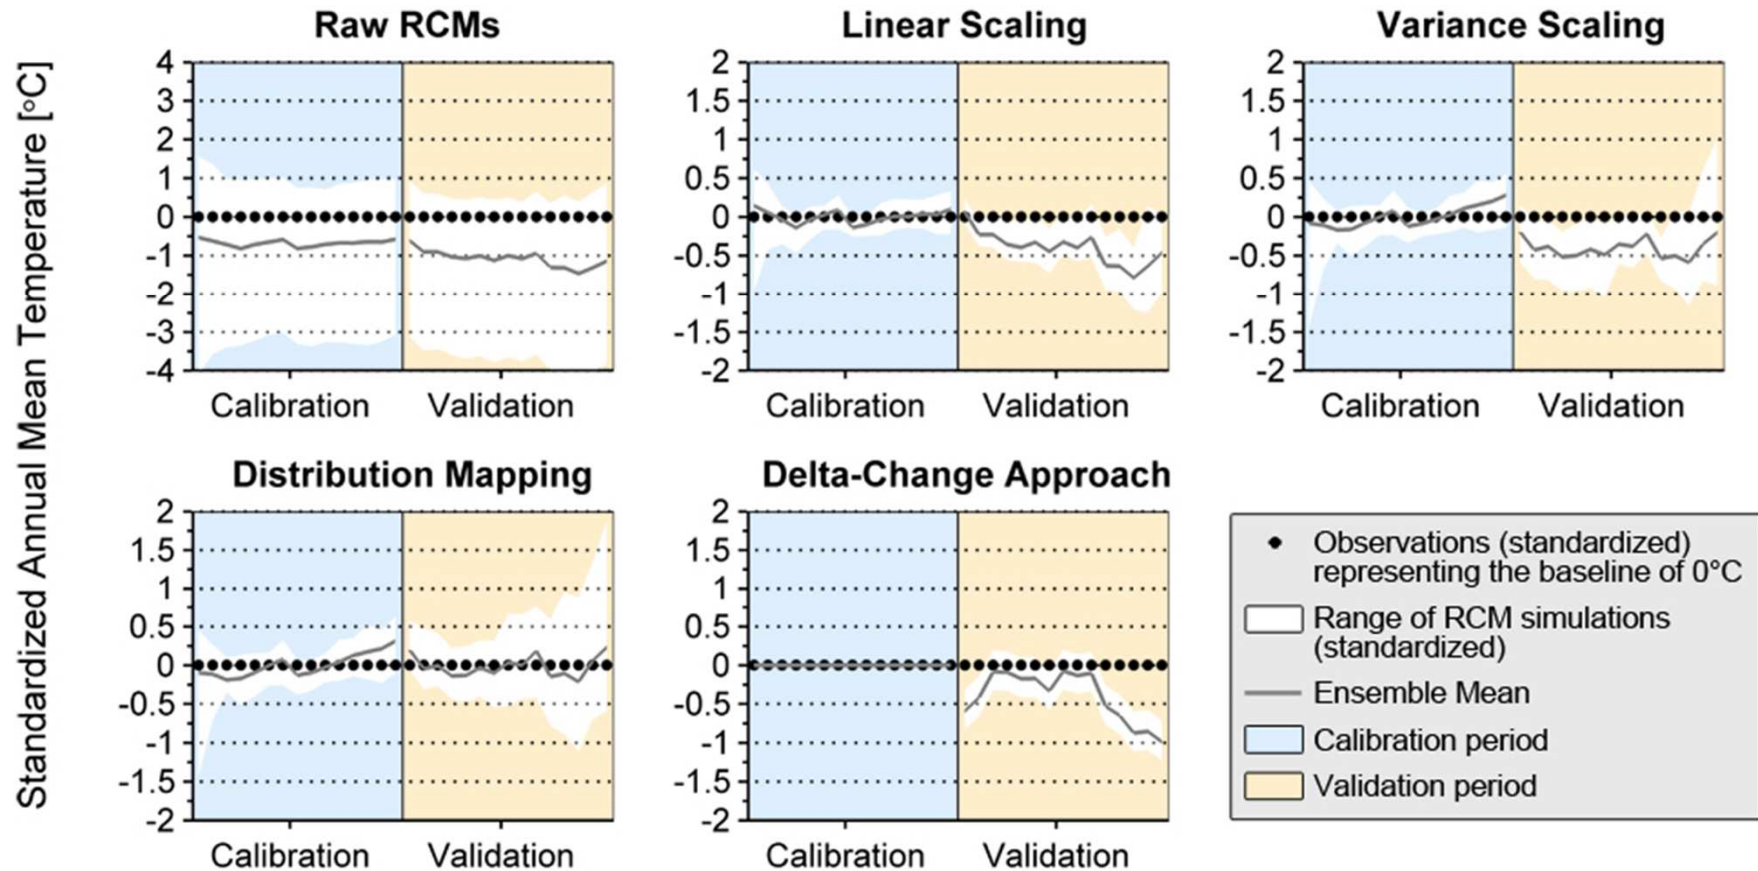 Standardized Annual Mean Temperature [°C]
Raw RCMs
4
3
2
1
0
-1
-2
-3
-4
Calibration Validation
Linear Scaling
2
1.5
1
0.5
0
-0.5
-1
-1.5
-2
Calibration Validation
Variance Scaling
2
1.5
1
0.5
0
-0.5
-1
-1.5
-2
Calibration Validation
Distribution Mapping
2
1.5
1
0.5
0
-0.5
-1
-1.5
-2
Calibration Validation
Delta-Change Approach
2
1.5
1
0.5
0
-0.5
-1
-1.5
-2
Calibration Validation
Observations (standardized)
representing the baseline of 0°C
Range of RCM simulations
(standardized)
Ensemble Mean
Calibration period
Validation period